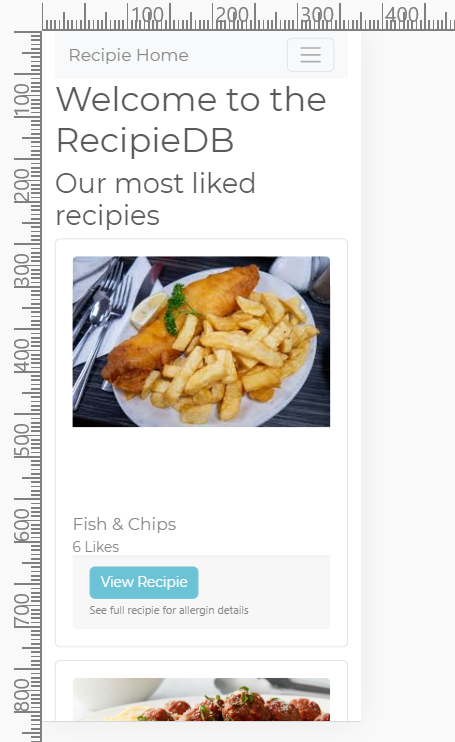 100 200 300 400
100
200
300
400
500
600
700
800
Recipie Home
Welcome to the
RecipieDB
Our most liked
recipies
Fish & Chips
6 Likes
View Recipie
See full recipie for allergin details